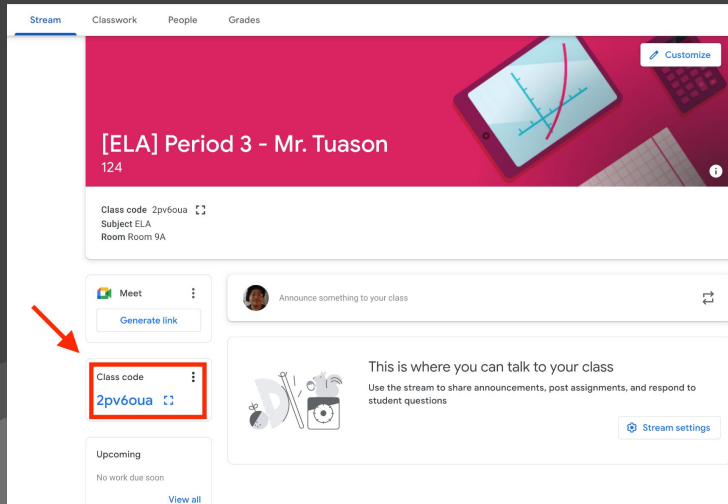 Stream Classwork People Grades
Customize
[ELA] Period 3 - Mr. Tuason
124
Class code 2pv6oua
Subject ELA
Room Room 9A
Meet
Generate link
Announce something to your class
Class code
2pv6oua
This is where you can talk to your class
Use the stream to share announcements, post assignments, and respond to
student questions
Stream settings
Upcoming
No work due soon
View all